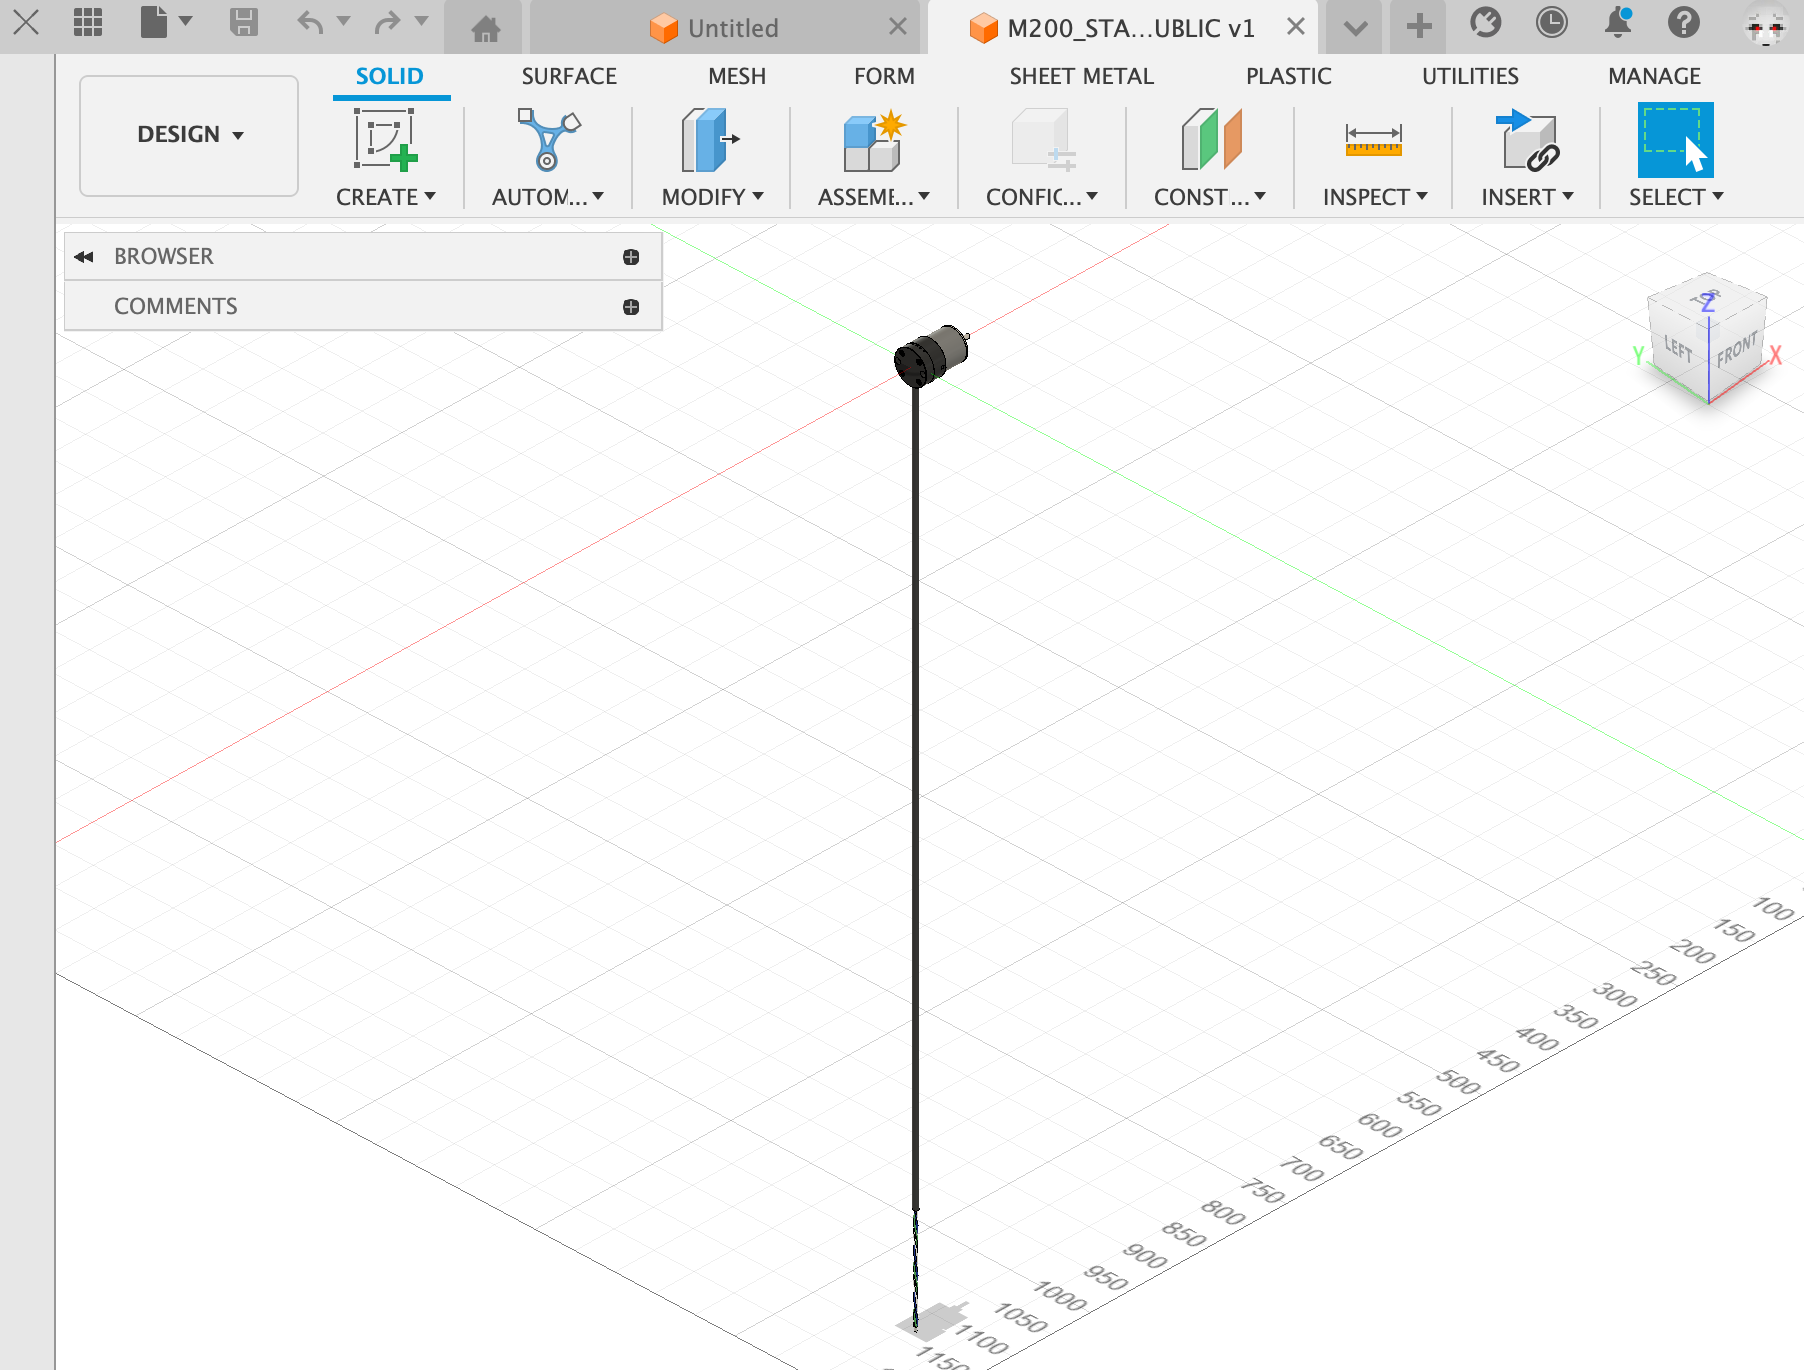 Untitled
M200_STA...UBLIC v1
SOLID
SURFACE
MESH
FORM
SHEET METAL
PLASTIC
UTILITIES
MANAGE
DESIGN
CREATE
AUTOM...
MODIFY
ASSEME...
CONFIC...
CONST...
INSPECT
INSERT
SELECT
BROWSER
COMMENTS
Z
LEFT
FRONT
Y
X
100
150
200
250
300
350
400
450
500
550
600
650
700
750
800
850
900
950
1000
1050
1100
1150